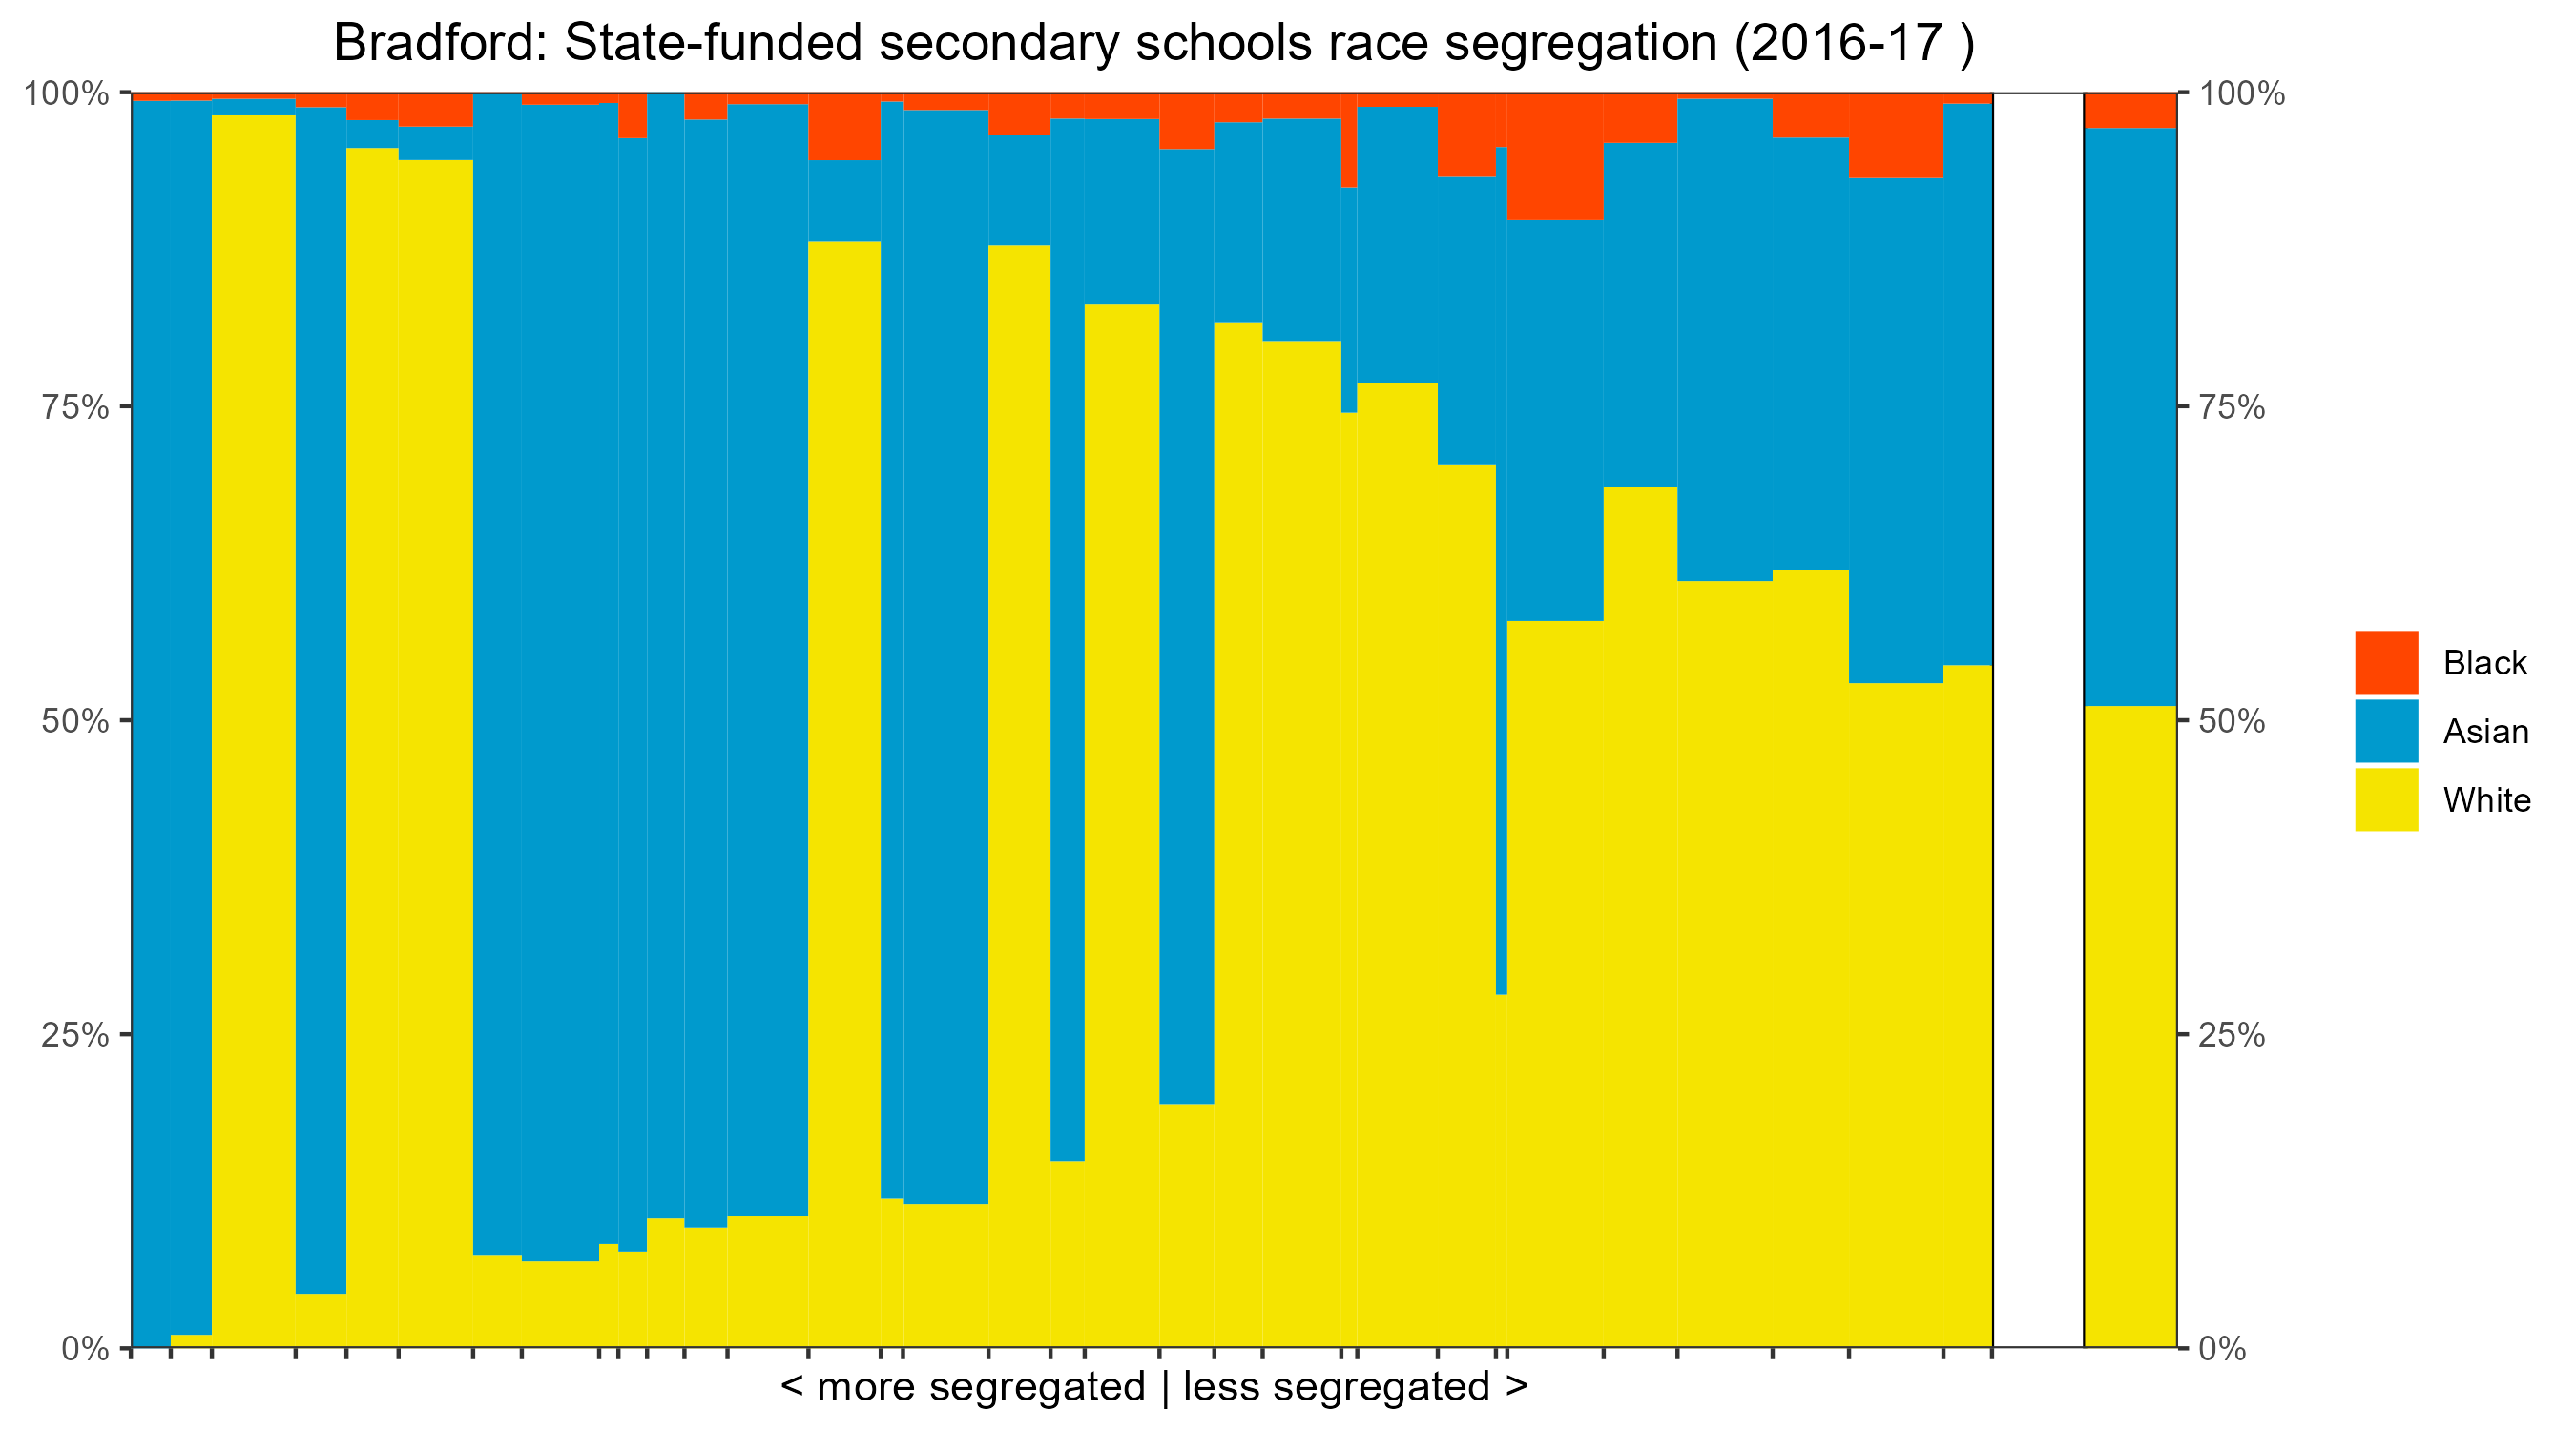 Bradford: State-funded secondary schools race segregation (2016-17 )
100%
75%
50%
25%
0%
100%
75%
50%
25%
0%
Black
Asian
White
< more segregated | less segregated >